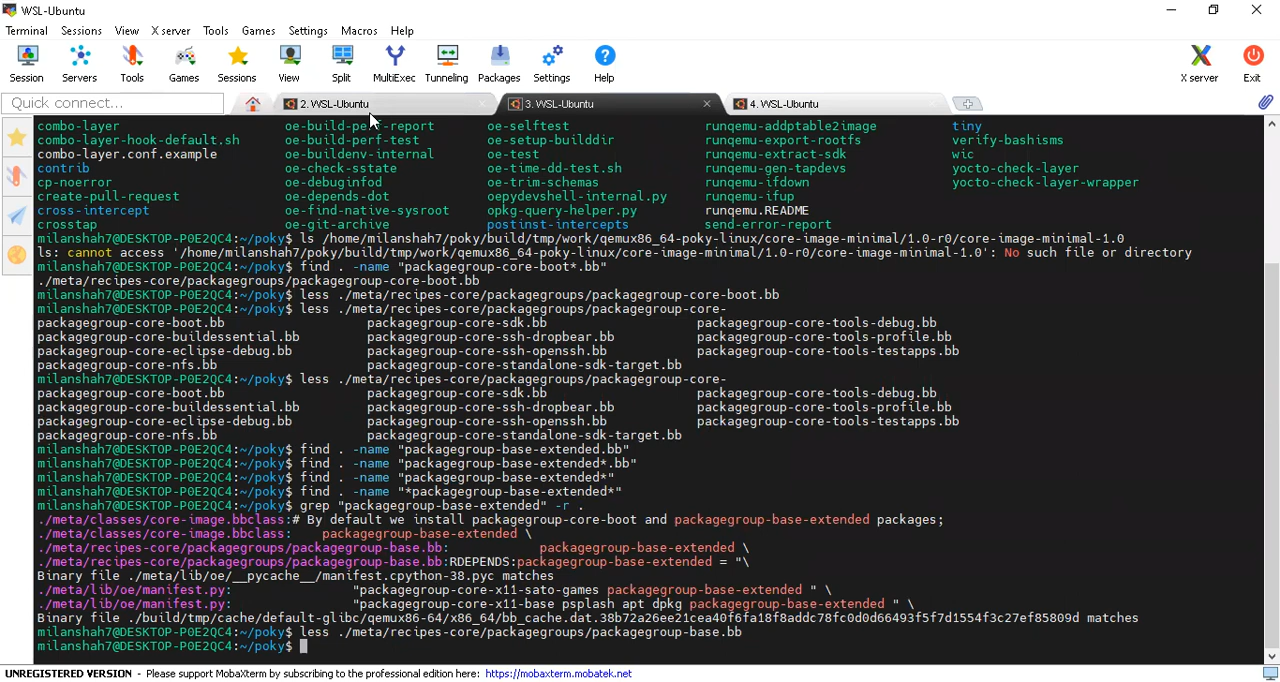 WSL-Ubuntu
Terminal Sessions View X server Tools Games Settings Macros Help
Session Servers Tools Games Sessions View Split MultiExec Tunneling Packages Settings Help X server Exit
Quick connect... 2. WSL-Ubuntu 3. WSL-Ubuntu 4. WSL-Ubuntu
combo-layer oe-build-perf-report oe-selftest runqemu-addptable2image tiny
combo-layer-hook-default.sh oe-build-perf-test oe-setup-builddir runqemu-export-rootfs verify-bashisms
combo-layer.conf.example oe-buildenv-internal oe-test runqemu-extract-sdk wic
contrib oe-check-sstate oe-time-dd-test.sh runqemu-gen-tapdevs yocto-check-layer
cp-noerror oe-debuginfod oe-trim-schemas runqemu-ifdown yocto-check-layer-wrapper
create-pull-request oe-depends-dot oepydevshell-internal.py runqemu-ifup
cross-intercept oe-find-native-sysroot opkg-query-helper.py runqemu.README
crosstap oe-git-archive postinst-intercepts send-error-report
milanshah7@DESKTOP-P0E2QC4:~/poky$ ls /home/milanshah7/poky/build/tmp/work/qemux86_64-poky-linux/core-image-minimal/1.0-r0/core-image-minimal-1.0
ls: cannot access '/home/milanshah7/poky/build/tmp/work/qemux86_64-poky-linux/core-image-minimal/1.0-r0/core-image-minimal-1.0': No such file or directory
milanshah7@DESKTOP-P0E2QC4:~/poky$ find . -name "packagegroup-core-boot*.bb"
./meta/recipes-core/packagegroups/packagegroup-core-boot.bb
milanshah7@DESKTOP-P0E2QC4:~/poky$ less ./meta/recipes-core/packagegroups/packagegroup-core-boot.bb
milanshah7@DESKTOP-P0E2QC4:~/poky$ less ./meta/recipes-core/packagegroups/packagegroup-core-
packagegroup-core-boot.bb packagegroup-core-sdk.bb packagegroup-core-tools-debug.bb
packagegroup-core-buildessential.bb packagegroup-core-ssh-dropbear.bb packagegroup-core-tools-profile.bb
packagegroup-core-eclipse-debug.bb packagegroup-core-ssh-openssh.bb packagegroup-core-tools-testapps.bb
packagegroup-core-nfs.bb packagegroup-core-standalone-sdk-target.bb
milanshah7@DESKTOP-P0E2QC4:~/poky$ less ./meta/recipes-core/packagegroups/packagegroup-core-
packagegroup-core-boot.bb packagegroup-core-sdk.bb packagegroup-core-tools-debug.bb
packagegroup-core-buildessential.bb packagegroup-core-ssh-dropbear.bb packagegroup-core-tools-profile.bb
packagegroup-core-eclipse-debug.bb packagegroup-core-ssh-openssh.bb packagegroup-core-tools-testapps.bb
packagegroup-core-nfs.bb packagegroup-core-standalone-sdk-target.bb
milanshah7@DESKTOP-P0E2QC4:~/poky$ find . -name "packagegroup-base-extended.bb"
milanshah7@DESKTOP-P0E2QC4:~/poky$ find . -name "packagegroup-base-extended*.bb"
milanshah7@DESKTOP-P0E2QC4:~/poky$ find . -name "packagegroup-base-extended*"
milanshah7@DESKTOP-P0E2QC4:~/poky$ find . -name "*packagegroup-base-extended*"
milanshah7@DESKTOP-P0E2QC4:~/poky$ grep "packagegroup-base-extended" -r .
./meta/classes/core-image.bbclass:# By default we install packagegroup-core-boot and packagegroup-base-extended packages;
./meta/classes/core-image.bbclass: packagegroup-base-extended \
./meta/recipes-core/packagegroups/packagegroup-base.bb: packagegroup-base-extended \
./meta/recipes-core/packagegroups/packagegroup-base.bb:RDEPENDS:packagegroup-base-extended = "\
Binary file ./meta/lib/oe/__pycache__/manifest.cpython-38.pyc matches
./meta/lib/oe/manifest.py: "packagegroup-core-x11-sato-games packagegroup-base-extended " \
./meta/lib/oe/manifest.py: "packagegroup-core-x11-base psplash apt dpkg packagegroup-base-extended " \
Binary file ./build/tmp/cache/default-glibc/qemux86-64/x86_64/bb_cache.dat.38b72a26ee21cea40f6fa18f8addc78fc0d0d66493f5f7d1554f3c27ef85809d matches
milanshah7@DESKTOP-P0E2QC4:~/poky$ less ./meta/recipes-core/packagegroups/packagegroup-base.bb
milanshah7@DESKTOP-P0E2QC4:~/poky$
UNREGISTERED VERSION - Please support MobaXterm by subscribing to the professional edition here: https://mobaxterm.mobatek.net